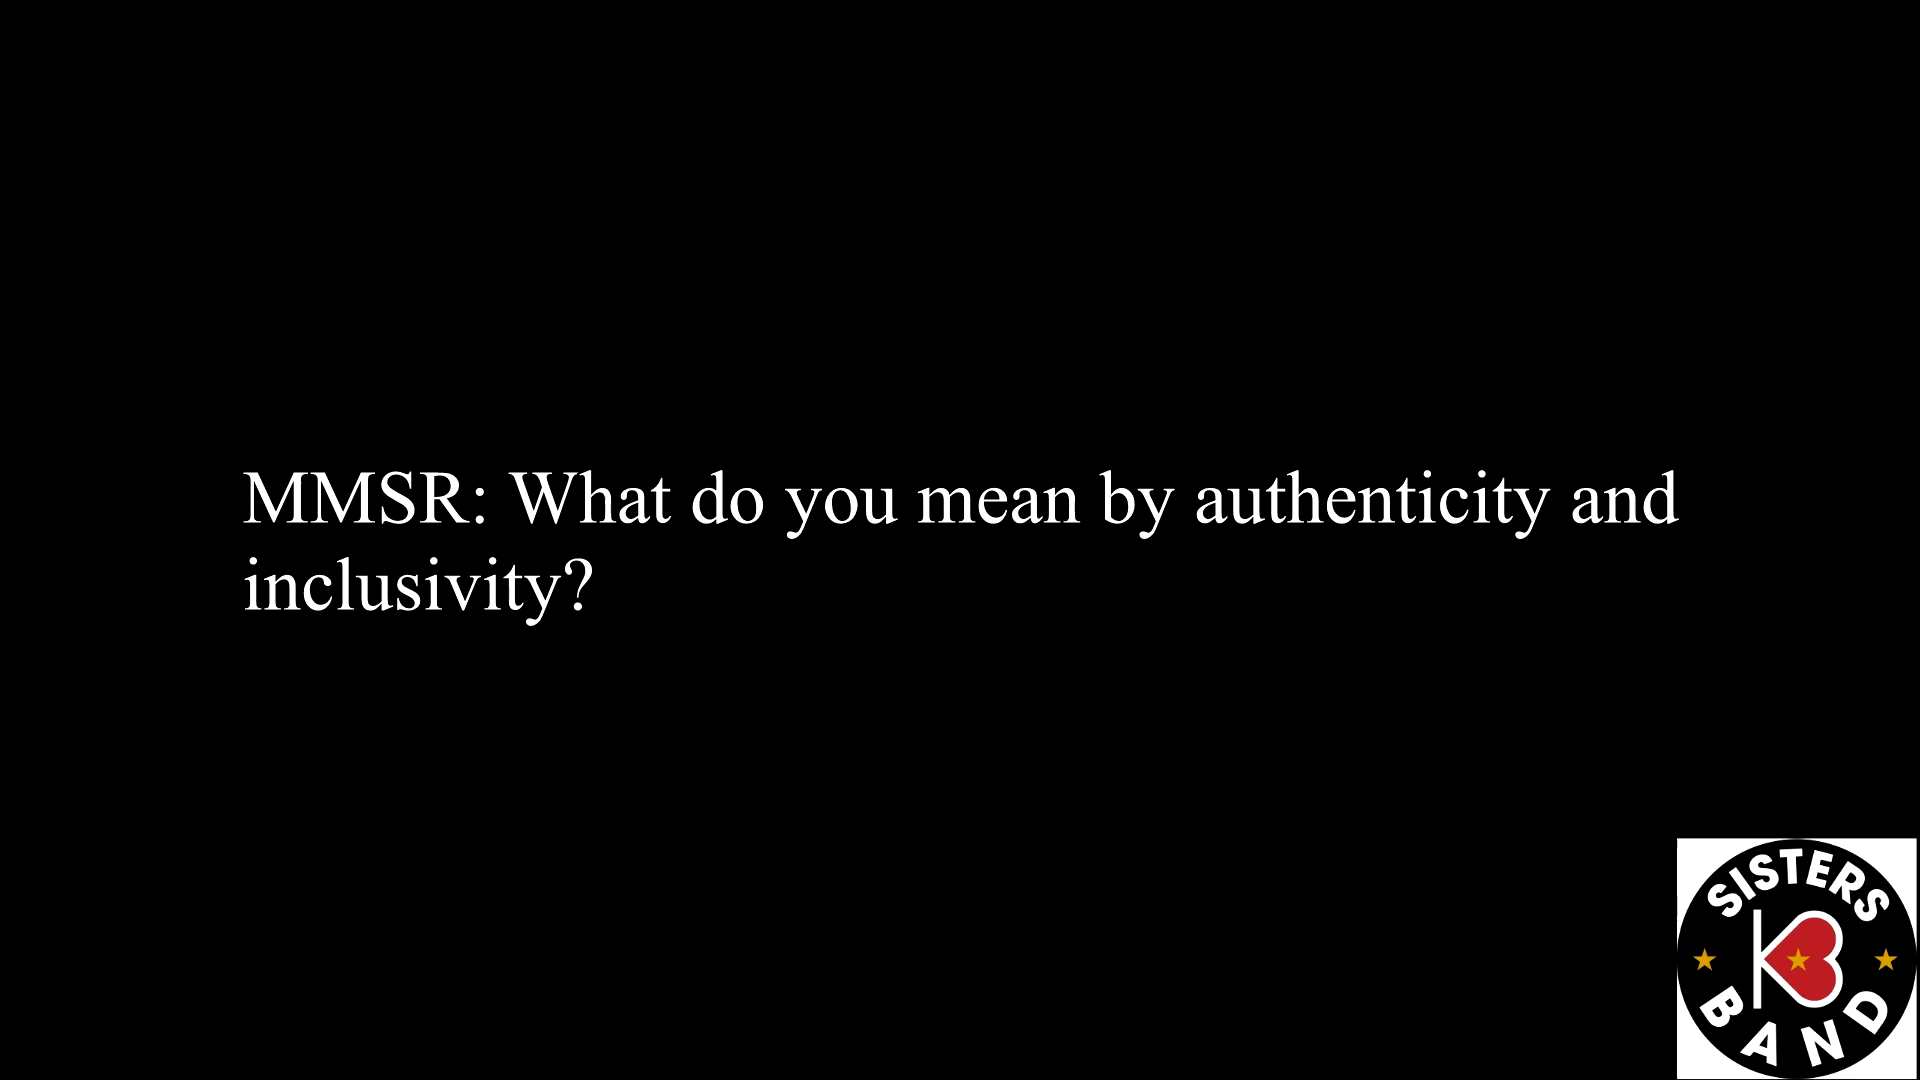 MMSR: What do you mean by authenticity and
inclusivity?
SISTERS
K
BAND